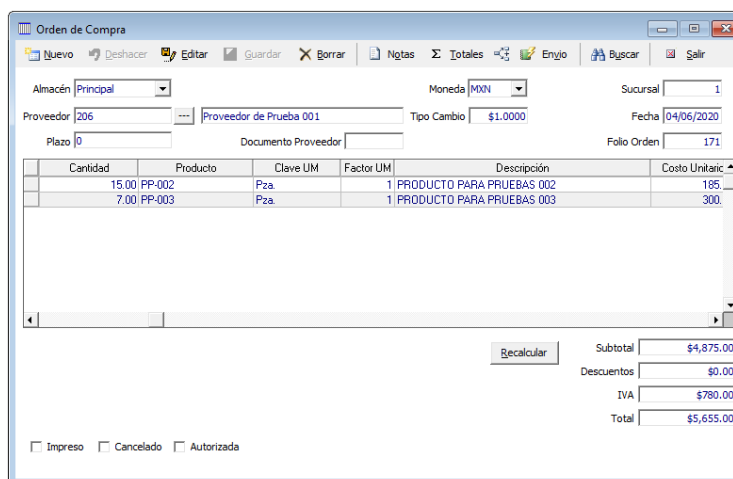 Orden de Compra
Nuevo Deshacer Editar Guardar Borrar Notas Σ Totales Envio Buscar Salir
Almacén Principal Moneda MXN Sucursal 1
Proveedor 206 --- Proveedor de Prueba 001 Tipo Cambio $1.0000 Fecha 04/06/2020
Plazo 0 Documento Proveedor Folio Orden 171
Cantidad Producto Clave UM Factor UM Descripción Costo Unitaric
15.00 PP-002 Pza. 1 PRODUCTO PARA PRUEBAS 002 185.
7.00 PP-003 Pza. 1 PRODUCTO PARA PRUEBAS 003 300.
Recalcular Subtotal $4,875.00
Descuentos $0.00
IVA $780.00
Total $5,655.00
Impreso Cancelado Autorizada